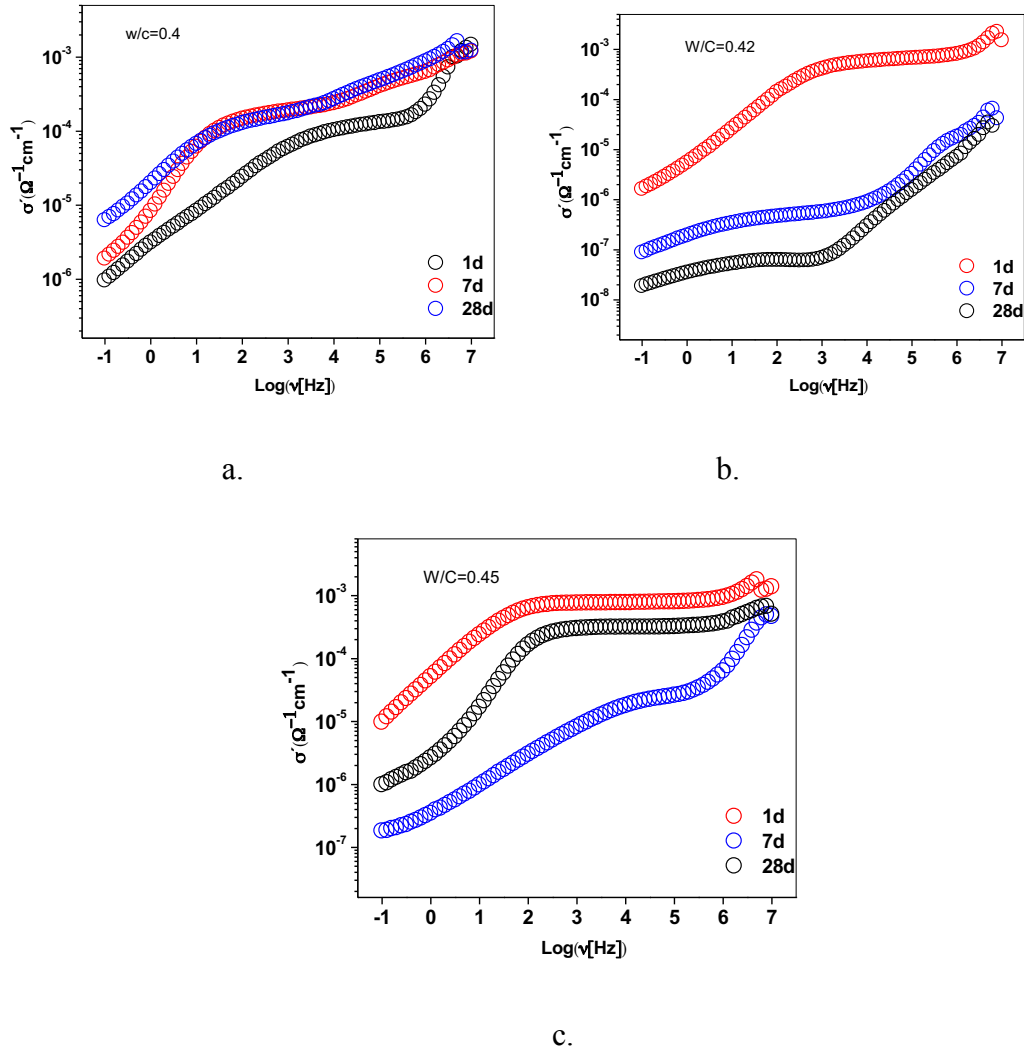 w/c=0.4
10⁻³
10⁻⁴
10⁻⁵
10⁻⁶
σ′(Ω⁻¹cm⁻¹)
1d
7d
28d
-1 0 1 2 3 4 5 6 7
Log(ν[Hz])
a.
W/C=0.42
10⁻³
10⁻⁴
10⁻⁵
10⁻⁶
10⁻⁷
10⁻⁸
σ′(Ω⁻¹cm⁻¹)
1d
7d
28d
-1 0 1 2 3 4 5 6 7
Log(ν[Hz])
b.
W/C=0.45
10⁻³
10⁻⁴
10⁻⁵
10⁻⁶
10⁻⁷
σ′(Ω⁻¹cm⁻¹)
1d
7d
28d
-1 0 1 2 3 4 5 6 7
Log(ν[Hz])
c.